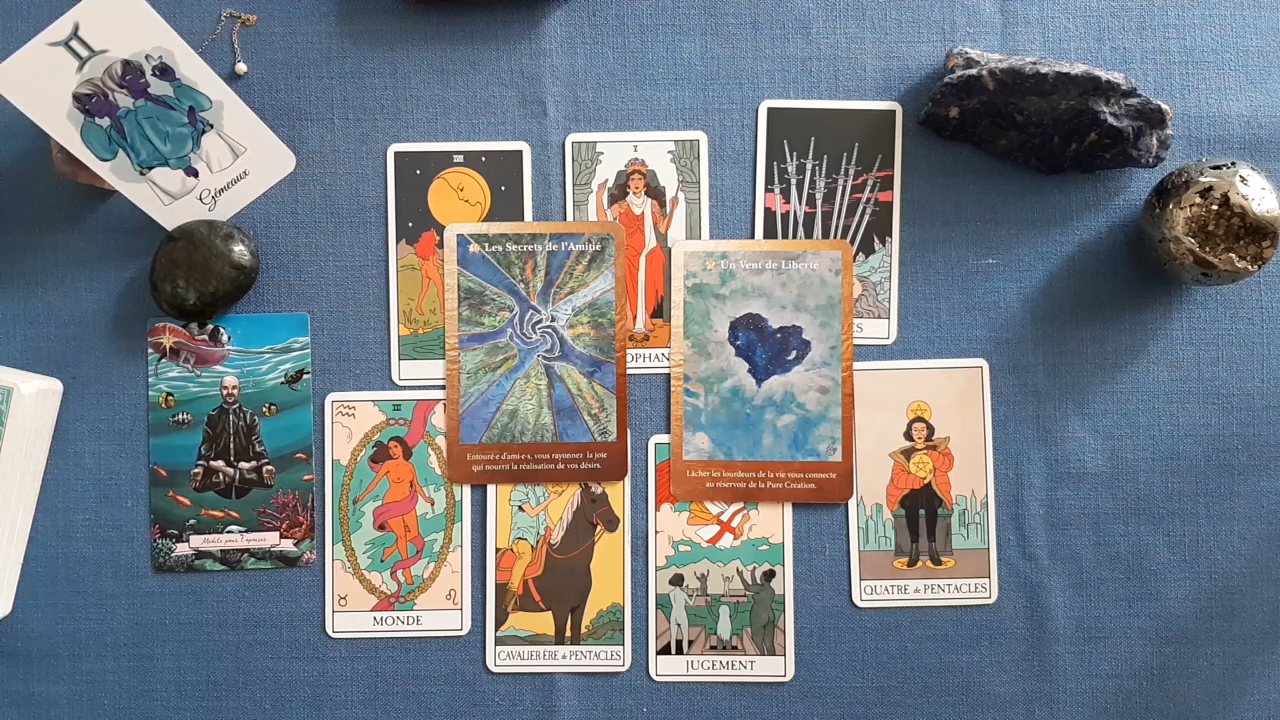 Gémeaux
Les Secrets de l'Amitié
Entouré·e d'ami·e·s, vous rayonnez la joie
qui nourrit la réalisation de vos désirs.
Un Vent de Liberté
Lâcher les lourdeurs de la vie vous connecte
au réservoir de la Pure Création.
OPHAN
ES
Médite pour t'apaiser
MONDE
CAVALIER·ÈRE de PENTACLES
JUGEMENT
QUATRE de PENTACLES